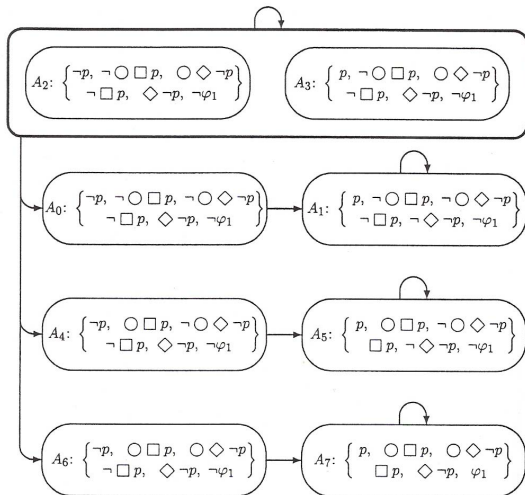 A₂: {¬p, ¬○□p, ○◇¬p
¬□p, ◇¬p, ¬φ₁}
A₃: {p, ¬○□p, ○◇¬p
¬□p, ◇¬p, ¬φ₁}
A₀: {¬p, ¬○□p, ¬○◇¬p
¬□p, ◇¬p, ¬φ₁}
A₁: {p, ¬○□p, ¬○◇¬p
¬□p, ¬◇¬p, ¬φ₁}
A₄: {¬p, ○□p, ¬○◇¬p
¬□p, ◇¬p, ¬φ₁}
A₅: {p, ○□p, ¬○◇¬p
□p, ¬◇¬p, ¬φ₁}
A₆: {¬p, ○□p, ○◇¬p
¬□p, ◇¬p, ¬φ₁}
A₇: {p, ○□p, ○◇¬p
□p, ◇¬p, φ₁}